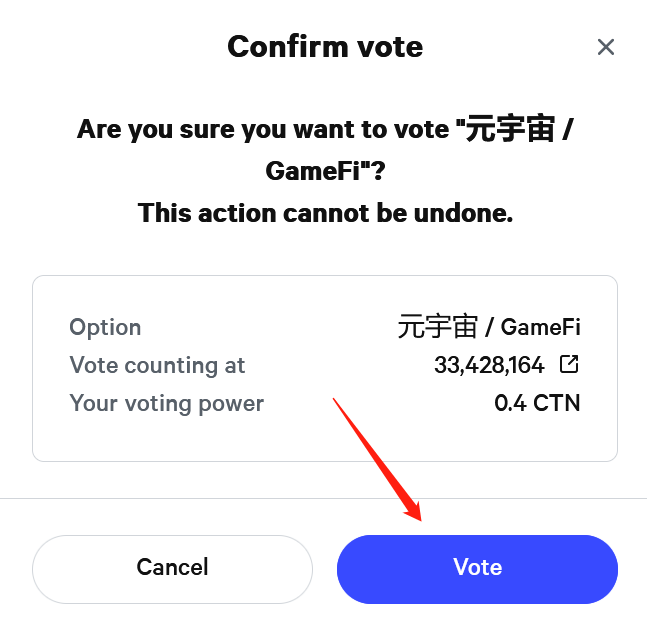 Confirm vote
Are you sure you want to vote "元宇宙 /
GameFi"?
This action cannot be undone.
Option 元宇宙 / GameFi
Vote counting at 33,428,164
Your voting power 0.4 CTN
Cancel Vote